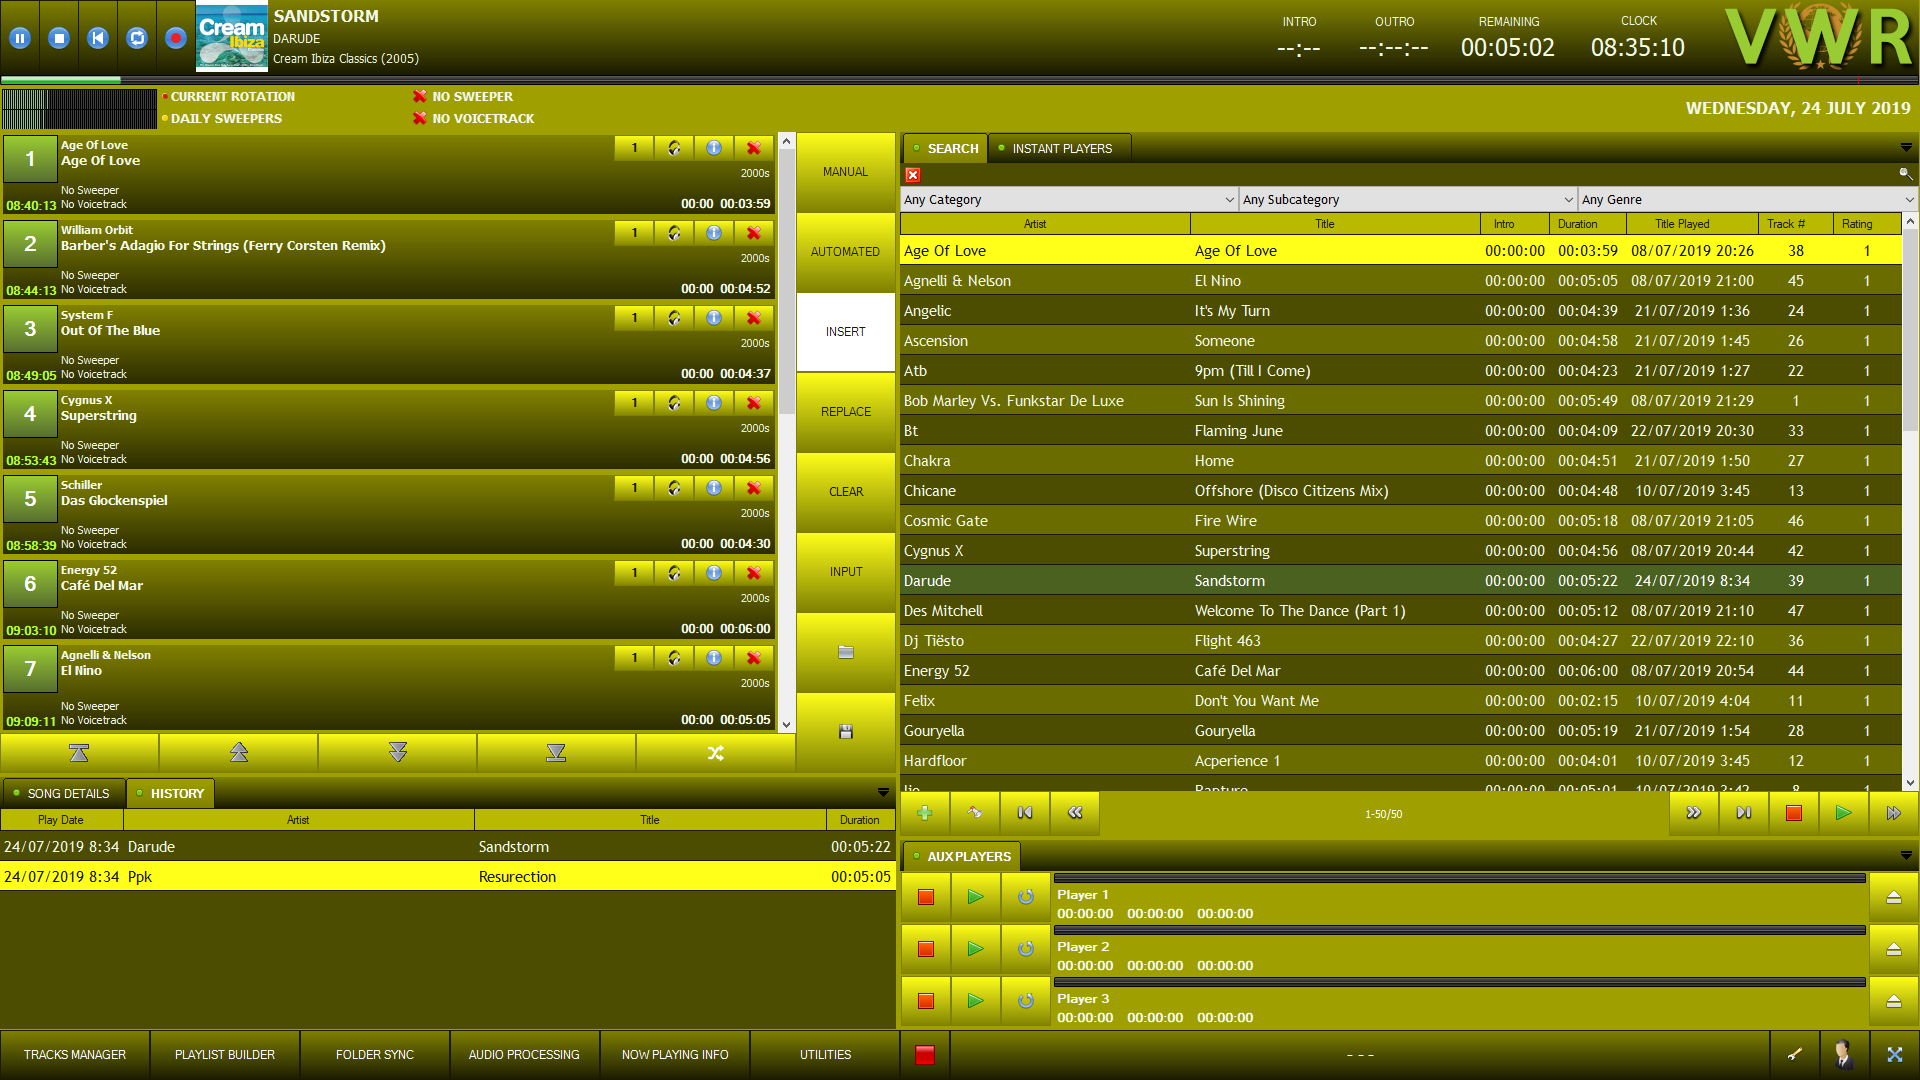 SANDSTORM
DARUDE
Cream Ibiza Classics (2005)
Cream
Ibiza
INTRO
--:--
OUTRO
--:--:--
REMAINING
00:05:02
CLOCK
08:35:10
VWR
CURRENT ROTATION
DAILY SWEEPERS
NO SWEEPER
NO VOICETRACK
WEDNESDAY, 24 JULY 2019
1 Age Of Love 1
Age Of Love
2000s
No Sweeper
08:40:13 No Voicetrack 00:00 00:03:59
2 William Orbit 1
Barber's Adagio For Strings (Ferry Corsten Remix)
2000s
No Sweeper
08:44:13 No Voicetrack 00:00 00:04:52
3 System F 1
Out Of The Blue
2000s
No Sweeper
08:49:05 No Voicetrack 00:00 00:04:37
4 Cygnus X 1
Superstring
2000s
No Sweeper
08:53:43 No Voicetrack 00:00 00:04:56
5 Schiller 1
Das Glockenspiel
2000s
No Sweeper
08:58:39 No Voicetrack 00:00 00:04:30
6 Energy 52 1
Café Del Mar
2000s
No Sweeper
09:03:10 No Voicetrack 00:00 00:06:00
7 Agnelli & Nelson 1
El Nino
2000s
No Sweeper
09:09:11 No Voicetrack 00:00 00:05:05
MANUAL
AUTOMATED
INSERT
REPLACE
CLEAR
INPUT
SONG DETAILS HISTORY
Play Date Artist Title Duration
24/07/2019 8:34 Darude Sandstorm 00:05:22
24/07/2019 8:34 Ppk Resurection 00:05:05
SEARCH INSTANT PLAYERS
Any Category Any Subcategory Any Genre
Artist Title Intro Duration Title Played Track # Rating
Age Of Love Age Of Love 00:00:00 00:03:59 08/07/2019 20:26 38 1
Agnelli & Nelson El Nino 00:00:00 00:05:05 08/07/2019 21:00 45 1
Angelic It's My Turn 00:00:00 00:04:39 21/07/2019 1:36 24 1
Ascension Someone 00:00:00 00:04:58 21/07/2019 1:45 26 1
Atb 9pm (Till I Come) 00:00:00 00:04:23 21/07/2019 1:27 22 1
Bob Marley Vs. Funkstar De Luxe Sun Is Shining 00:00:00 00:05:49 08/07/2019 21:29 1 1
Bt Flaming June 00:00:00 00:04:09 22/07/2019 20:30 33 1
Chakra Home 00:00:00 00:04:51 21/07/2019 1:50 27 1
Chicane Offshore (Disco Citizens Mix) 00:00:00 00:04:48 10/07/2019 3:45 13 1
Cosmic Gate Fire Wire 00:00:00 00:05:18 08/07/2019 21:05 46 1
Cygnus X Superstring 00:00:00 00:04:56 08/07/2019 20:44 42 1
Darude Sandstorm 00:00:00 00:05:22 24/07/2019 8:34 39 1
Des Mitchell Welcome To The Dance (Part 1) 00:00:00 00:05:12 08/07/2019 21:10 47 1
Dj Tiësto Flight 463 00:00:00 00:04:27 22/07/2019 22:10 36 1
Energy 52 Café Del Mar 00:00:00 00:06:00 08/07/2019 20:54 44 1
Felix Don't You Want Me 00:00:00 00:02:15 10/07/2019 4:04 11 1
Gouryella Gouryella 00:00:00 00:05:19 21/07/2019 1:54 28 1
Hardfloor Acperience 1 00:00:00 00:04:01 10/07/2019 3:45 12 1
1-50/50
AUX PLAYERS
Player 1
00:00:00 00:00:00 00:00:00
Player 2
00:00:00 00:00:00 00:00:00
Player 3
00:00:00 00:00:00 00:00:00
TRACKS MANAGER PLAYLIST BUILDER FOLDER SYNC AUDIO PROCESSING NOW PLAYING INFO UTILITIES - - -